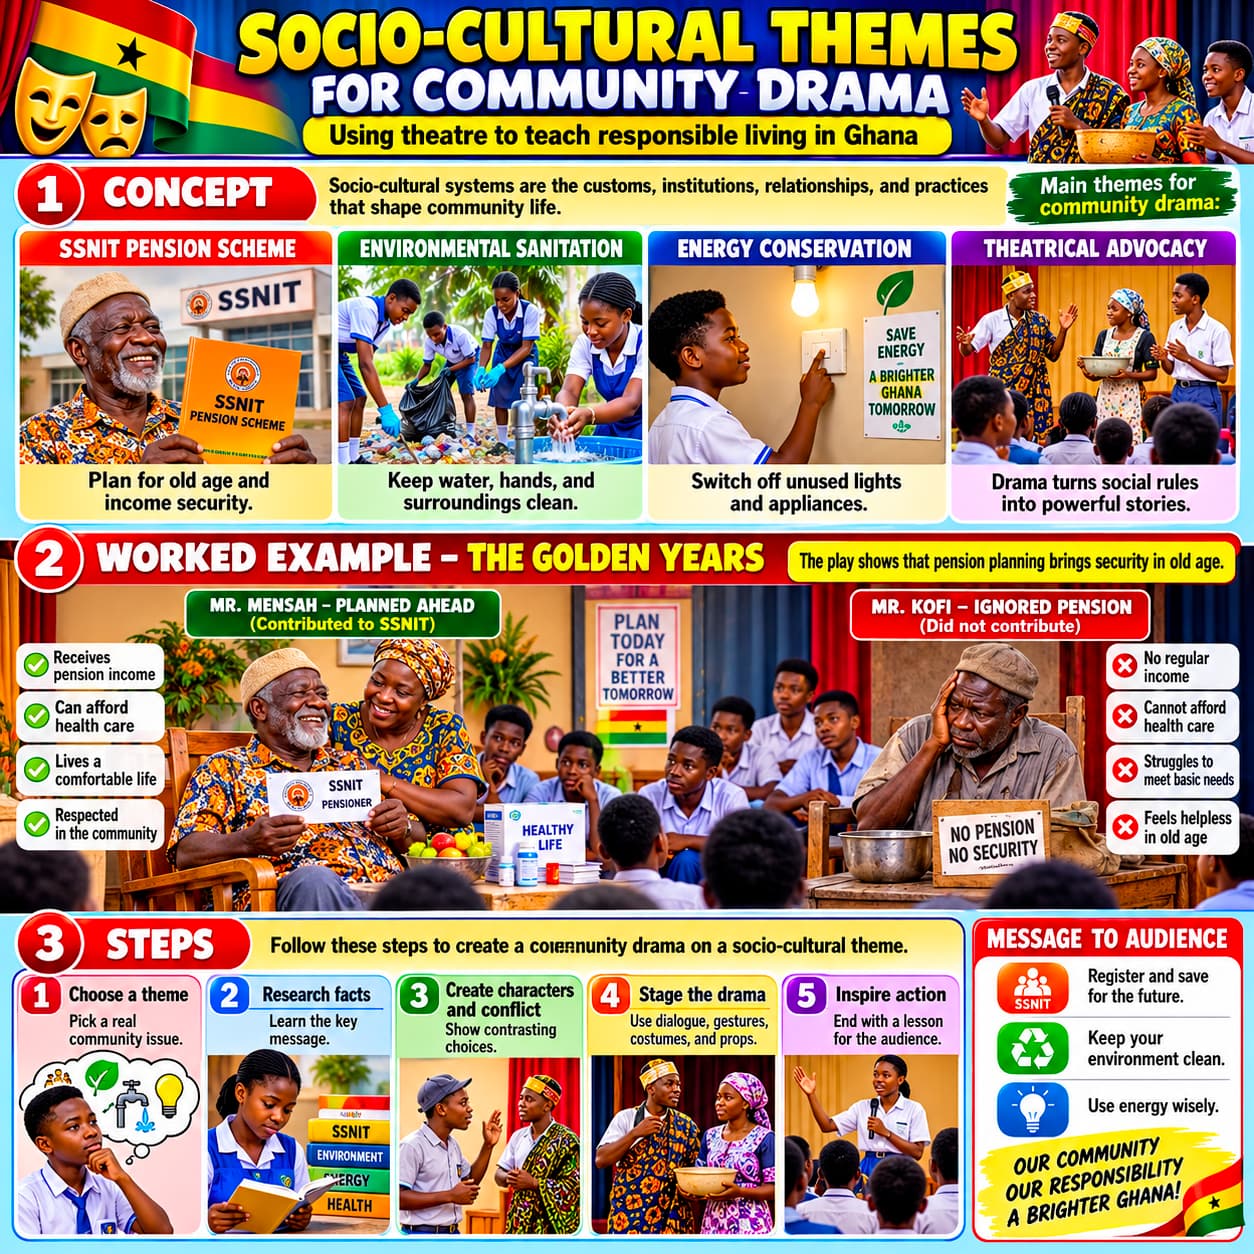 SOCIO-CULTURAL THEMES
FOR COMMUNITY DRAMA
Using theatre to teach responsible living in Ghana
1 CONCEPT
Socio-cultural systems are the customs, institutions, relationships, and practices
that shape community life.
Main themes for
community drama:
SSNIT PENSION SCHEME
SSNIT
SSNIT
PENSION SCHEME
Plan for old age and
income security.
ENVIRONMENTAL SANITATION
Keep water, hands, and
surroundings clean.
ENERGY CONSERVATION
SAVE
ENERGY
A BRIGHTER
GHANA
TOMORROW
Switch off unused lights
and appliances.
THEATRICAL ADVOCACY
Drama turns social rules
into powerful stories.
2 WORKED EXAMPLE – THE GOLDEN YEARS
The play shows that pension planning brings security in old age.
MR. MENSAH – PLANNED AHEAD
(Contributed to SSNIT)
Receives
pension income
Can afford
health care
Lives a
comfortable life
Respected
in the community
SSNIT
PENSIONER
HEALTHY
LIFE
PLAN
TODAY
FOR A
BETTER
TOMORROW
MR. KOFI – IGNORED PENSION
(Did not contribute)
No regular
income
Cannot afford
health care
Struggles to
meet basic needs
Feels helpless
in old age
NO PENSION
NO SECURITY
3 STEPS
Follow these steps to create a community drama on a socio-cultural theme.
1 Choose a theme
Pick a real
community issue.
2 Research facts
Learn the key
message.
SSNIT
ENVIRONMENT
ENERGY
HEALTH
3 Create characters
and conflict
Show contrasting
choices.
4 Stage the drama
Use dialogue, gestures,
costumes, and props.
5 Inspire action
End with a lesson
for the audience.
MESSAGE TO AUDIENCE
SSNIT
Register and save
for the future.
Keep your
environment clean.
Use energy wisely.
OUR COMMUNITY
OUR RESPONSIBILITY
A BRIGHTER GHANA!